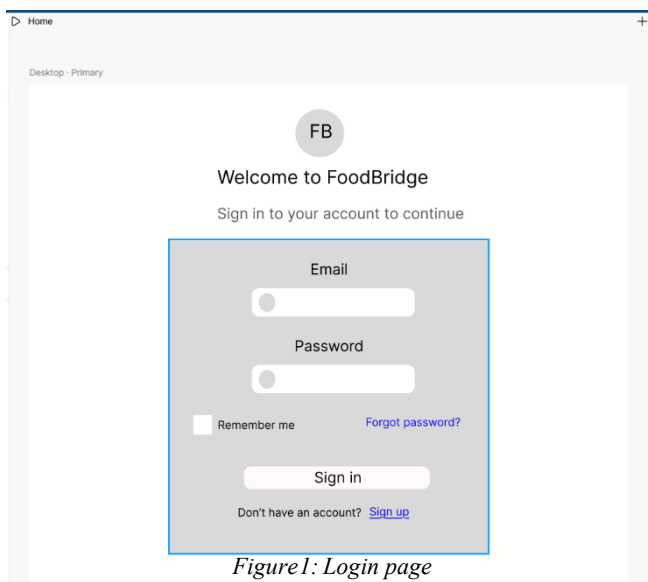 Home
Desktop · Primary
FB
Welcome to FoodBridge
Sign in to your account to continue
Email
Password
Remember me Forgot password?
Sign in
Don't have an account? Sign up
Figure1: Login page